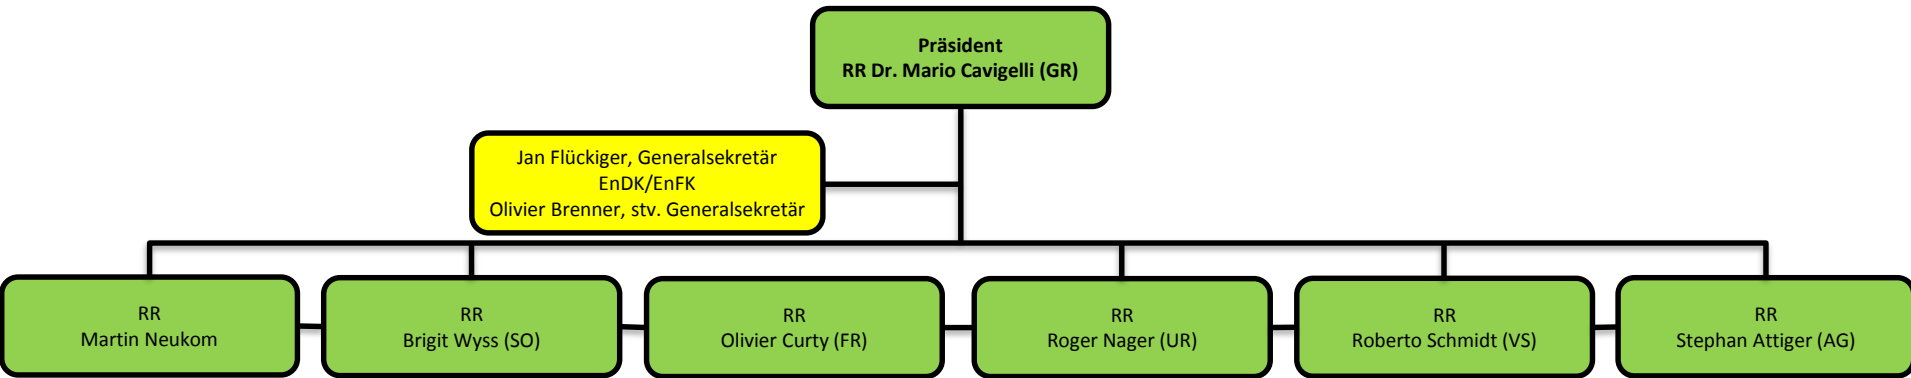 Präsident
RR Dr. Mario Cavigelli (GR)
Jan Flückiger, Generalsekretär
EnDK/EnFK
Olivier Brenner, stv. Generalsekretär
RR
Martin Neukom
RR
Brigit Wyss (SO)
RR
Olivier Curty (FR)
RR
Roger Nager (UR)
RR
Roberto Schmidt (VS)
RR
Stephan Attiger (AG)